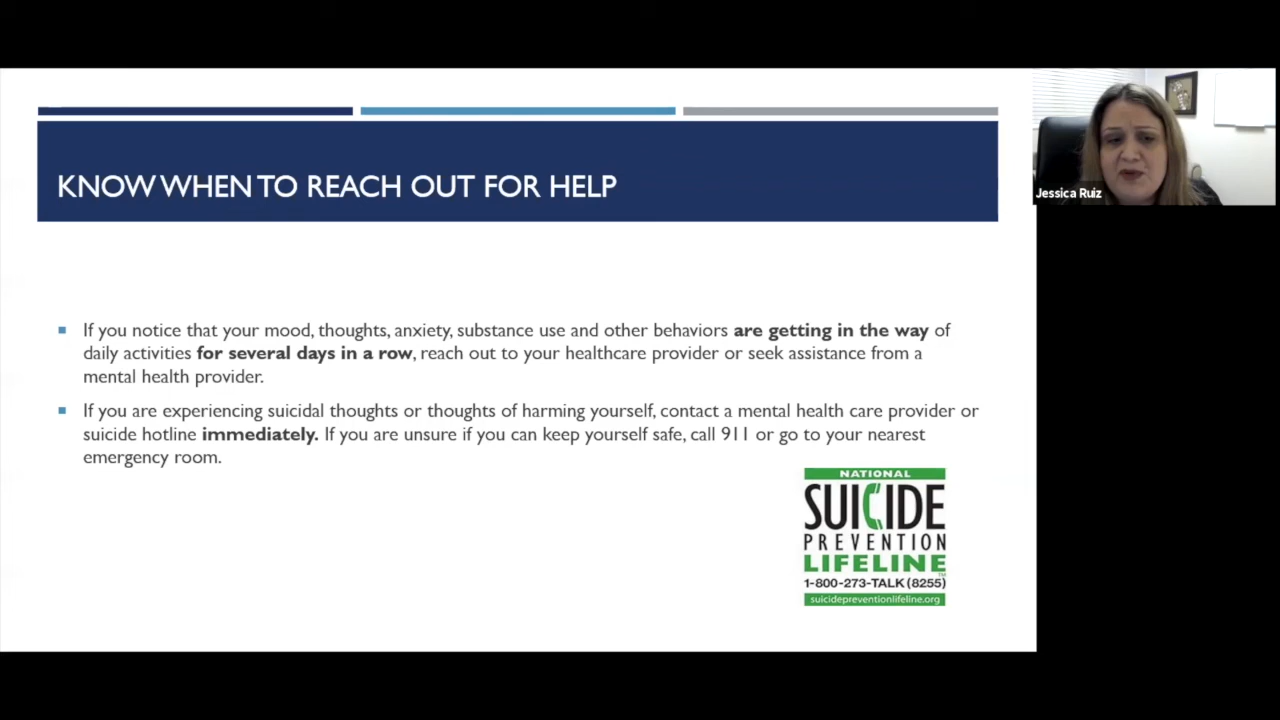 KNOW WHEN TO REACH OUT FOR HELP
If you notice that your mood, thoughts, anxiety, substance use and other behaviors are getting in the way of
daily activities for several days in a row, reach out to your healthcare provider or seek assistance from a
mental health provider.
If you are experiencing suicidal thoughts or thoughts of harming yourself, contact a mental health care provider or
suicide hotline immediately. If you are unsure if you can keep yourself safe, call 911 or go to your nearest
emergency room.
NATIONAL
SUICIDE
PREVENTION
LIFELINE™
1-800-273-TALK (8255)
suicidepreventionlifeline.org
Jessica Ruiz